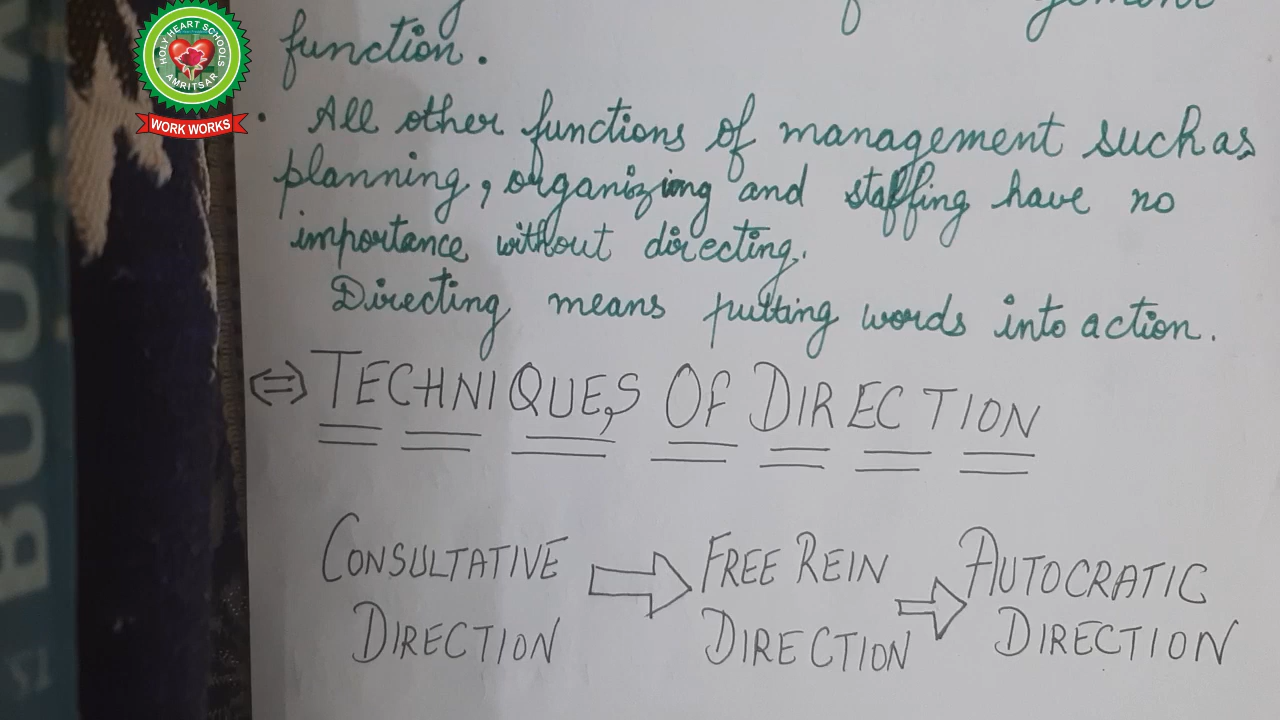 function.
HOLY HEART SCHOOLS
AMRITSAR
WORK WORKS
• All other functions of management such as
planning, organizing and staffing have no
importance without directing.
Directing means putting words into action.
⇔ TECHNIQUES OF DIRECTION
CONSULTATIVE DIRECTION
FREE REIN DIRECTION
AUTOCRATIC DIRECTION
BOOK